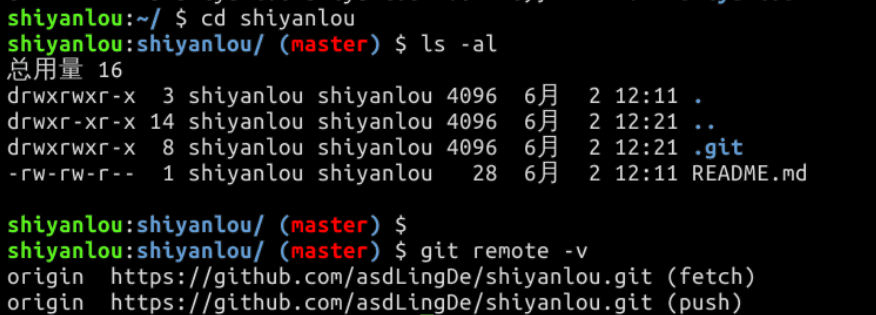 shiyanlou:~/ $ cd shiyanlou
shiyanlou:shiyanlou/ (master) $ ls -al
总用量 16
drwxrwxr-x  3 shiyanlou shiyanlou 4096  6月  2 12:11 .
drwxr-xr-x 14 shiyanlou shiyanlou 4096  6月  2 12:21 ..
drwxrwxr-x  8 shiyanlou shiyanlou 4096  6月  2 12:21 .git
-rw-rw-r--  1 shiyanlou shiyanlou   28  6月  2 12:11 README.md
shiyanlou:shiyanlou/ (master) $
shiyanlou:shiyanlou/ (master) $ git remote -v
origin  https://github.com/asdLingDe/shiyanlou.git (fetch)
origin  https://github.com/asdLingDe/shiyanlou.git (push)